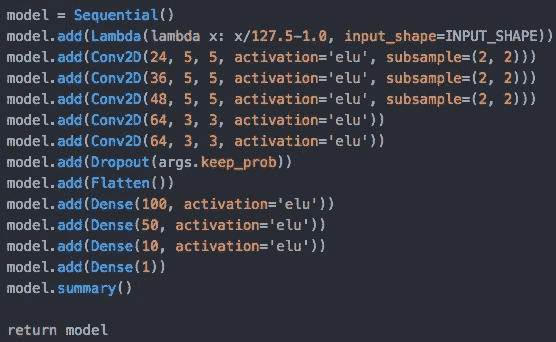 model = Sequential()
model.add(Lambda(lambda x: x/127.5-1.0, input_shape=INPUT_SHAPE))
model.add(Conv2D(24, 5, 5, activation='elu', subsample=(2, 2)))
model.add(Conv2D(36, 5, 5, activation='elu', subsample=(2, 2)))
model.add(Conv2D(48, 5, 5, activation='elu', subsample=(2, 2)))
model.add(Conv2D(64, 3, 3, activation='elu'))
model.add(Conv2D(64, 3, 3, activation='elu'))
model.add(Dropout(args.keep_prob))
model.add(Flatten())
model.add(Dense(100, activation='elu'))
model.add(Dense(50, activation='elu'))
model.add(Dense(10, activation='elu'))
model.add(Dense(1))
model.summary()
return model